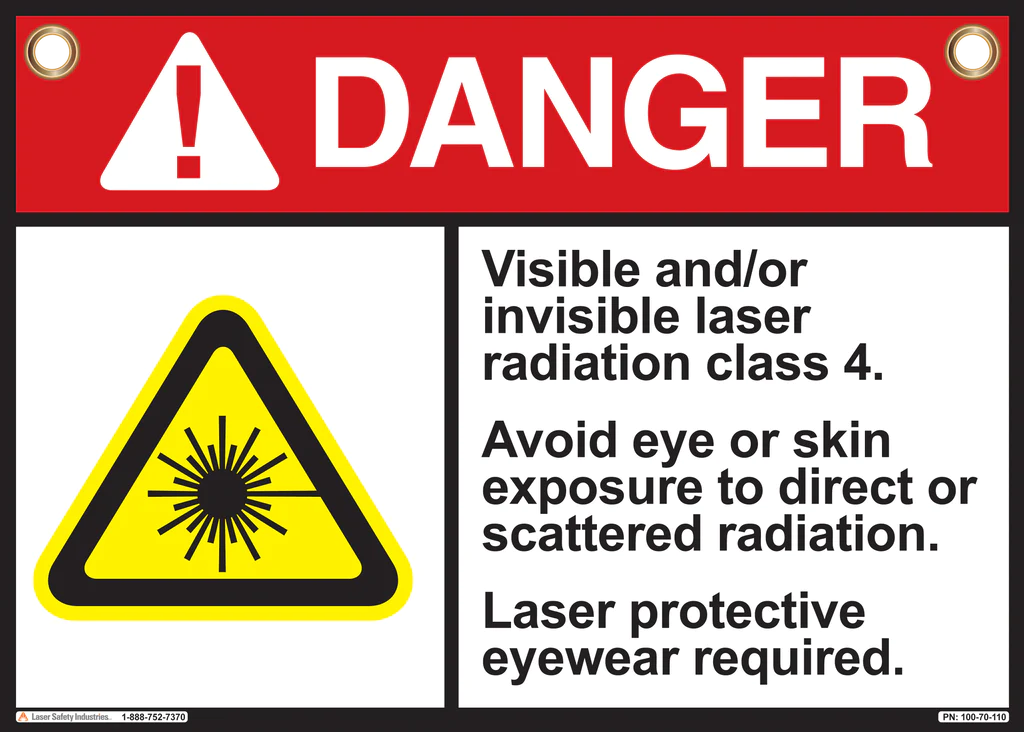 DANGER
Visible and/or
invisible laser
radiation class 4.
Avoid eye or skin
exposure to direct or
scattered radiation.
Laser protective
eyewear required.
Laser Safety Industries. 1-888-752-7370
PN: 100-70-110